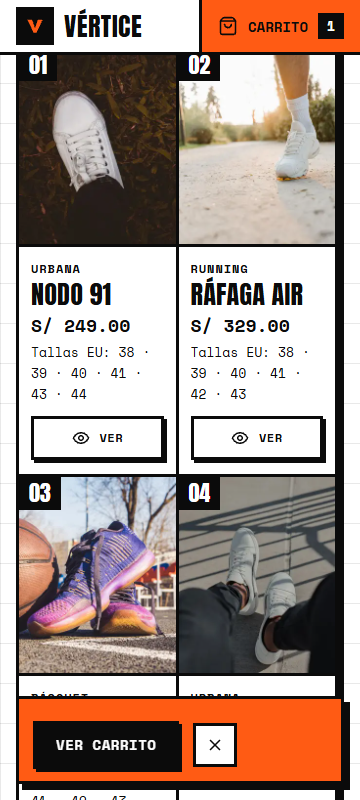 V VÉRTICE
CARRITO 1
01
02
URBANA
NODO 91
S/ 249.00
Tallas EU: 38 ·
39 · 40 · 41 ·
43 · 44
VER
RUNNING
RÁFAGA AIR
S/ 329.00
Tallas EU: 38 ·
39 · 40 · 41 ·
42 · 43
VER
03
04
VER CARRITO